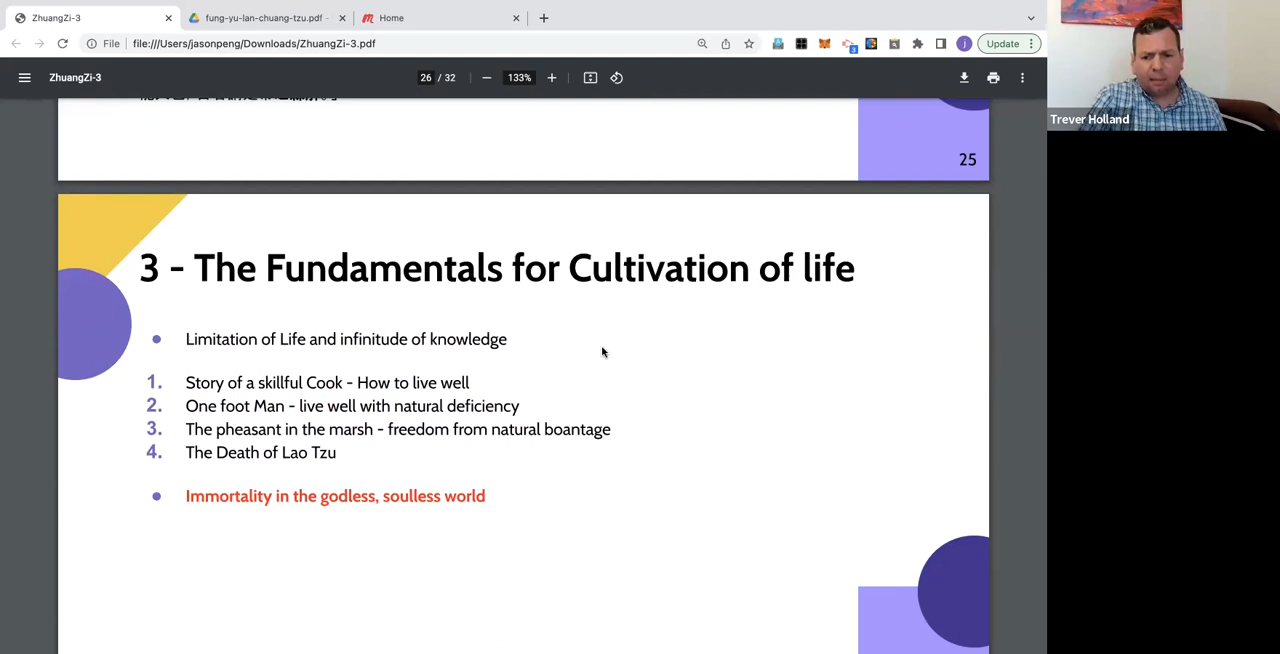 ZhuangZi-3
fung-yu-lan-chuang-tzu.pdf -
Home
File
file:///Users/jasonpeng/Downloads/ZhuangZi-3.pdf
3
j
Update
ZhuangZi-3
26 / 32
133%
Trever Holland
25
3 - The Fundamentals for Cultivation of life
Limitation of Life and infinitude of knowledge
1. Story of a skillful Cook - How to live well
2. One foot Man - live well with natural deficiency
3. The pheasant in the marsh - freedom from natural boantage
4. The Death of Lao Tzu
Immortality in the godless, soulless world